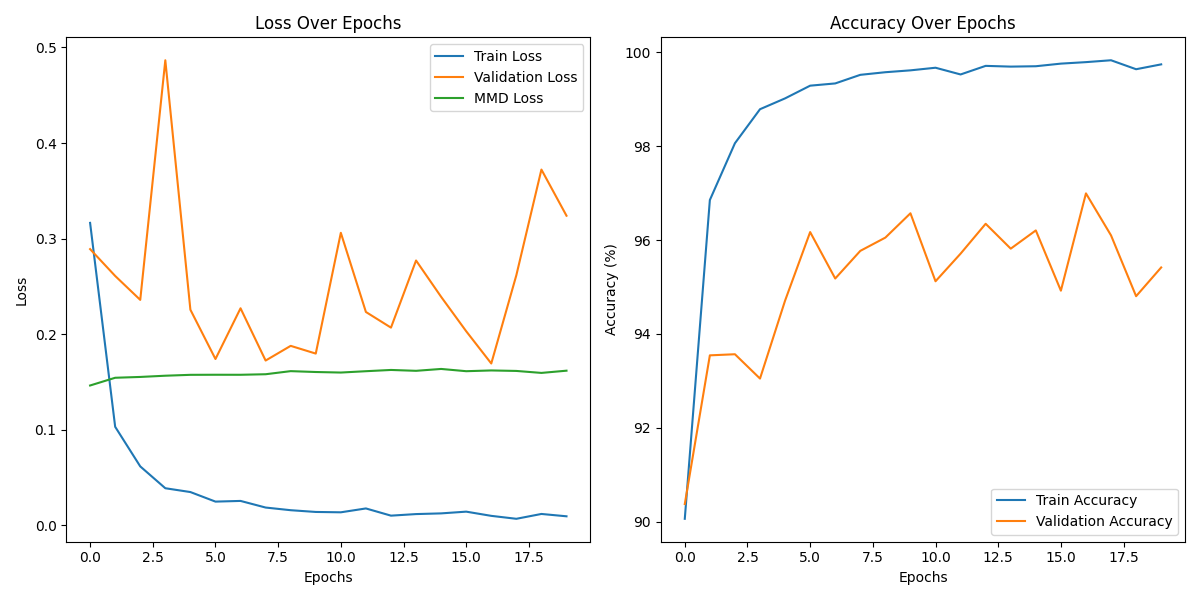 Loss Over Epochs
Train Loss
Validation Loss
MMD Loss
0.5
0.4
0.3
0.2
0.1
0.0
Loss
0.0 2.5 5.0 7.5 10.0 12.5 15.0 17.5
Epochs
Accuracy Over Epochs
100
98
96
94
92
90
Accuracy (%)
Train Accuracy
Validation Accuracy
0.0 2.5 5.0 7.5 10.0 12.5 15.0 17.5
Epochs